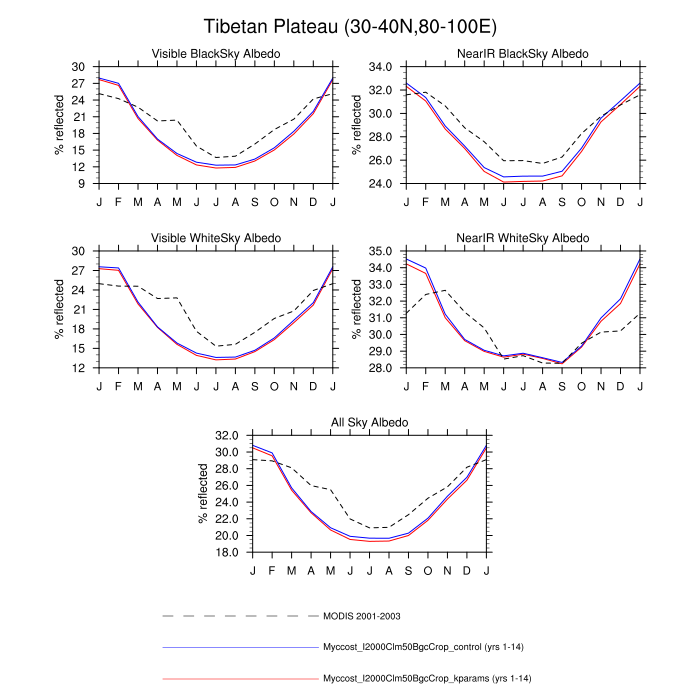 Tibetan Plateau (30-40N,80-100E)
Visible BlackSky Albedo
% reflected
30
27
24
21
18
15
12
9
J F M A M J J A S O N D J
NearIR BlackSky Albedo
34.0
32.0
30.0
28.0
26.0
24.0
J F M A M J J A S O N D J
Visible WhiteSky Albedo
% reflected
30
27
24
21
18
15
12
J F M A M J J A S O N D J
NearIR WhiteSky Albedo
% reflected
35.0
34.0
33.0
32.0
31.0
30.0
29.0
28.0
J F M A M J J A S O N D J
All Sky Albedo
% reflected
32.0
30.0
28.0
26.0
24.0
22.0
20.0
18.0
J F M A M J J A S O N D J
MODIS 2001-2003
Myccost_I2000Clm50BgcCrop_control (yrs 1-14)
Myccost_I2000Clm50BgcCrop_kparams (yrs 1-14)